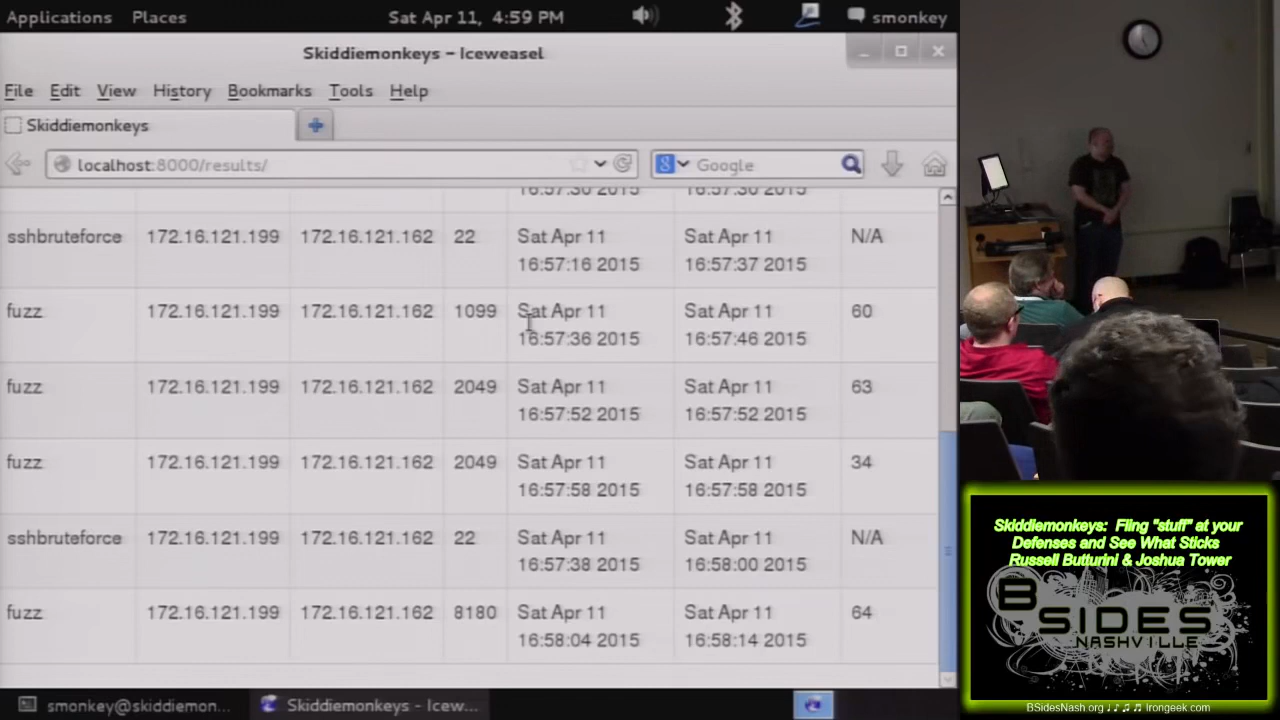 Applications Places Sat Apr 11, 4:59 PM smonkey
Skiddiemonkeys - Iceweasel
File Edit View History Bookmarks Tools Help
Skiddiemonkeys
localhost:8000/results/ Google
16:57:30 2015 16:57:30 2015
sshbruteforce 172.16.121.199 172.16.121.162 22 Sat Apr 11 Sat Apr 11 N/A
16:57:16 2015 16:57:37 2015
fuzz 172.16.121.199 172.16.121.162 1099 Sat Apr 11 Sat Apr 11 60
16:57:36 2015 16:57:46 2015
fuzz 172.16.121.199 172.16.121.162 2049 Sat Apr 11 Sat Apr 11 63
16:57:52 2015 16:57:52 2015
fuzz 172.16.121.199 172.16.121.162 2049 Sat Apr 11 Sat Apr 11 34
16:57:58 2015 16:57:58 2015
sshbruteforce 172.16.121.199 172.16.121.162 22 Sat Apr 11 Sat Apr 11 N/A
16:57:38 2015 16:58:00 2015
fuzz 172.16.121.199 172.16.121.162 8180 Sat Apr 11 Sat Apr 11 64
16:58:04 2015 16:58:14 2015
smonkey@skiddiemon... Skiddiemonkeys - Icewe...
Skiddiemonkeys: Fling "stuff" at your
Defenses and See What Sticks
Russell Butturini & Joshua Tower
BSIDES
NASHVILLE
BSidesNash.org ♩♪♫♬ Irongeek.com